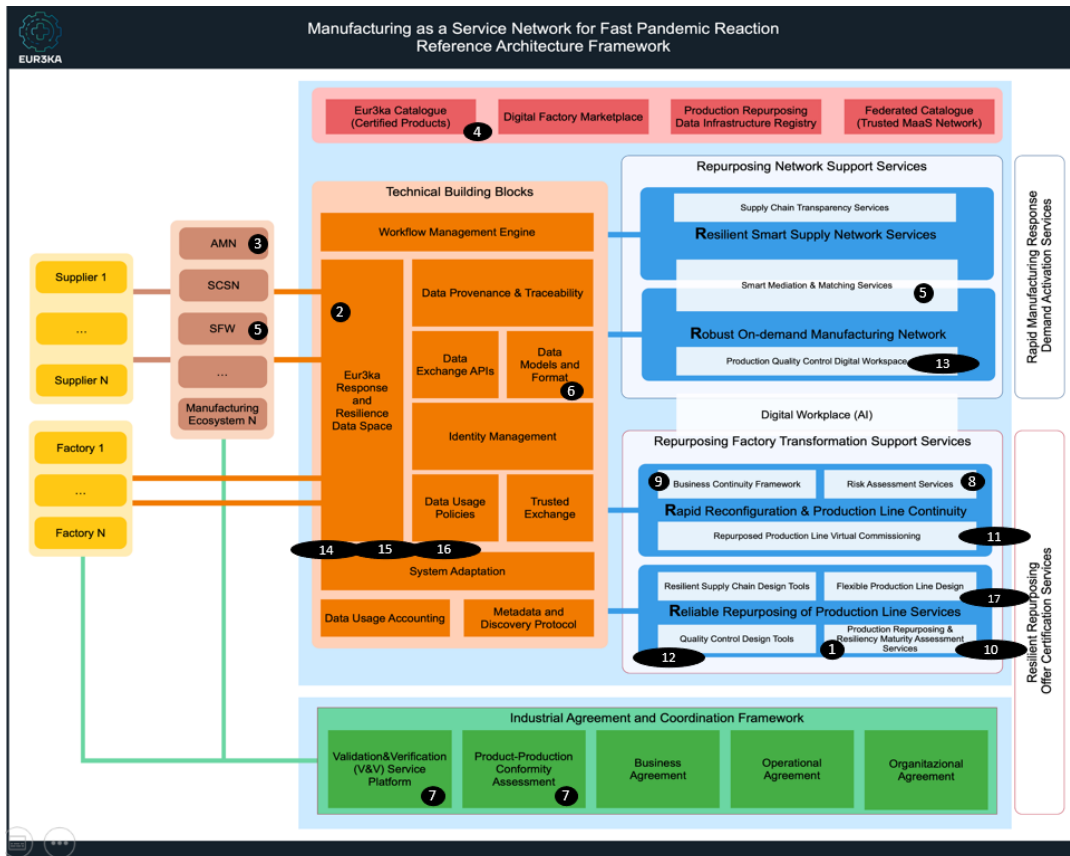 Manufacturing as a Service Network for Fast Pandemic Reaction
Reference Architecture Framework
EUR3KA
Eur3ka Catalogue
(Certified Products)
4
Digital Factory Marketplace
Production Repurposing
Data Infrastructure Registry
Federated Catalogue
(Trusted MaaS Network)
Supplier 1
...
Supplier N
Factory 1
...
Factory N
AMN
3
SCSN
SFW
5
...
Manufacturing
Ecosystem N
Technical Building Blocks
Workflow Management Engine
2
Eur3ka
Response
and
Resilience
Data Space
Data Provenance & Traceability
Data
Exchange APIs
Data
Models and
Format
6
Identity Management
Data Usage
Policies
Trusted
Exchange
14
15
16
System Adaptation
Data Usage Accounting
Metadata and
Discovery Protocol
Repurposing Network Support Services
Supply Chain Transparency Services
Resilient Smart Supply Network Services
Smart Mediation & Matching Services
5
Robust On-demand Manufacturing Network
Production Quality Control Digital Workspace
13
Digital Workplace (AI)
Repurposing Factory Transformation Support Services
9
Business Continuity Framework
Risk Assessment Services
8
Rapid Reconfiguration & Production Line Continuity
Repurposed Production Line Virtual Commissioning
11
Resilient Supply Chain Design Tools
Flexible Production Line Design
17
Reliable Repurposing of Production Line Services
Quality Control Design Tools
12
1
Production Repurposing &
Resiliency Maturity Assessment
Services
10
Rapid Manufacturing Response
Demand Activation Services
Resilient Repurposing
Offer Certification Services
Industrial Agreement and Coordination Framework
Validation&Verification
(V&V) Service
Platform
7
Product-Production
Conformity
Assessment
7
Business
Agreement
Operational
Agreement
Organitazional
Agreement